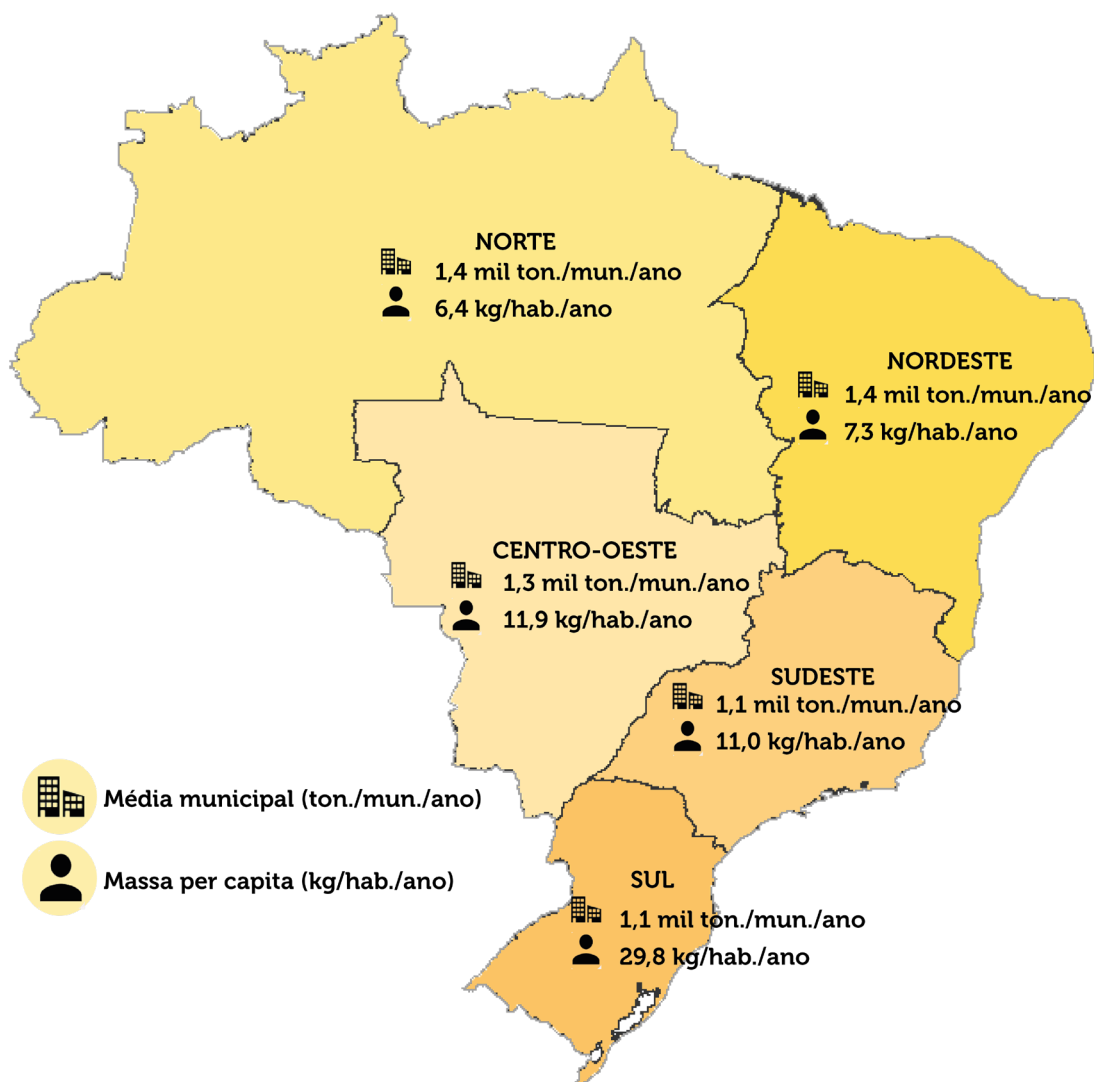 NORTE
1,4 mil ton./mun./ano
6,4 kg/hab./ano
NORDESTE
1,4 mil ton./mun./ano
7,3 kg/hab./ano
CENTRO-OESTE
1,3 mil ton./mun./ano
11,9 kg/hab./ano
SUDESTE
1,1 mil ton./mun./ano
11,0 kg/hab./ano
Média municipal (ton./mun./ano)
Massa per capita (kg/hab./ano)
SUL
1,1 mil ton./mun./ano
29,8 kg/hab./ano